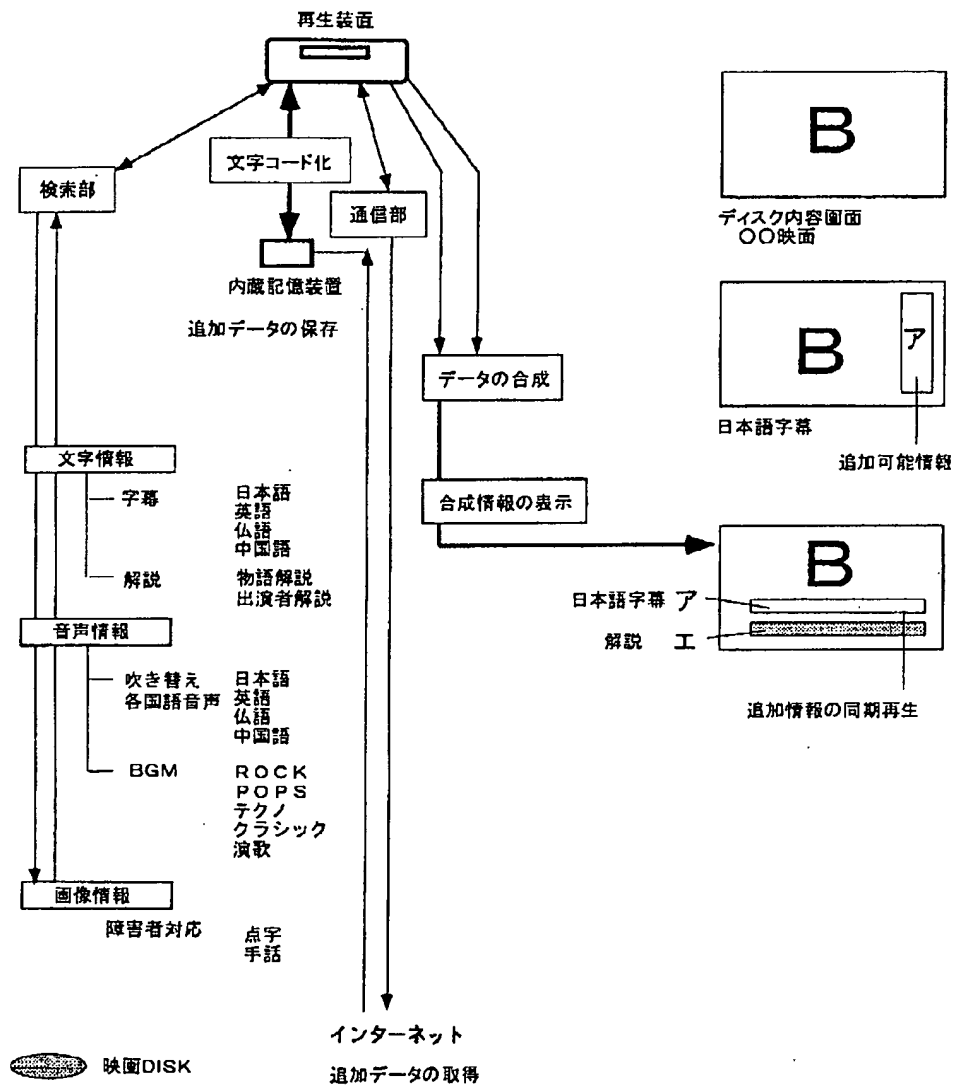 再生装置
文字コード化
検索部
通信部
内蔵記憶装置
追加データの保存
データの合成
合成情報の表示
文字情報
字幕
日本語
英語
仏語
中国語
解説
物語解説
出演者解説
音声情報
吹き替え
各国語音声
日本語
英語
仏語
中国語
BGM
ROCK
POPS
テクノ
クラシック
演歌
画像情報
障害者対応
点字
手話
インターネット
追加データの取得
映画DISK
B
ディスク内容画面
〇〇映画
B
ア
日本語字幕
追加可能情報
B
日本語字幕 ア
解説 エ
追加情報の同期再生